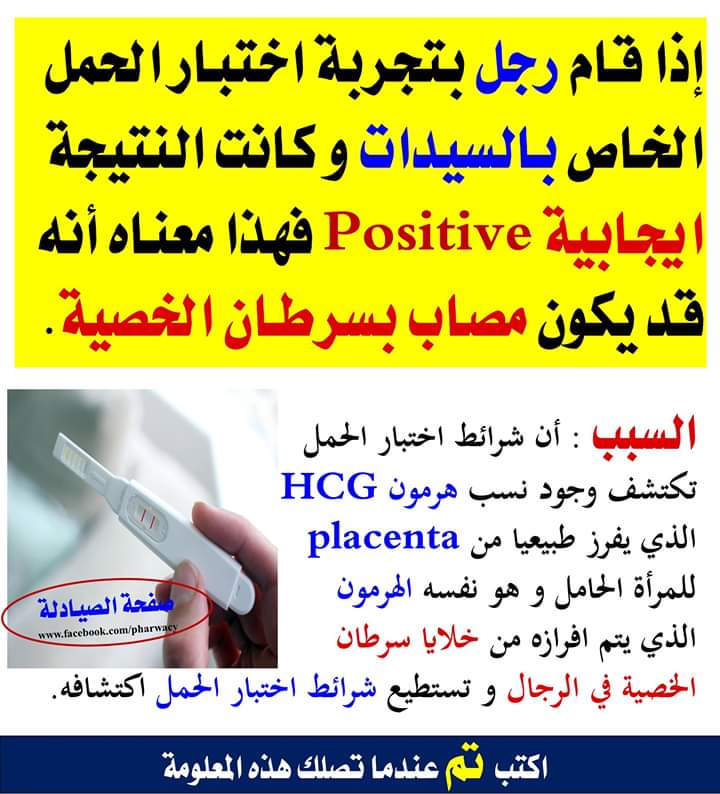 إذا قام رجل بتجربة اختبار الحمل
الخاص بالسيدات و كانت النتيجة
ايجابية Positive فهذا معناه أنه
قد يكون مصاب بسرطان الخصية .
السبب : أن شرائط اختبار الحمل
تكتشف وجود نسب هرمون HCG
الذي يفرز طبيعيا من placenta
للمرأة الحامل و هو نفسه الهرمون
الذي يتم افرازه من خلايا سرطان
الخصية في الرجال و تستطيع شرائط اختبار الحمل اكتشافه.
صفحة الصيادلة
www.facebook.com/pharwacy
اكتب تم عندما تصلك هذه المعلومة